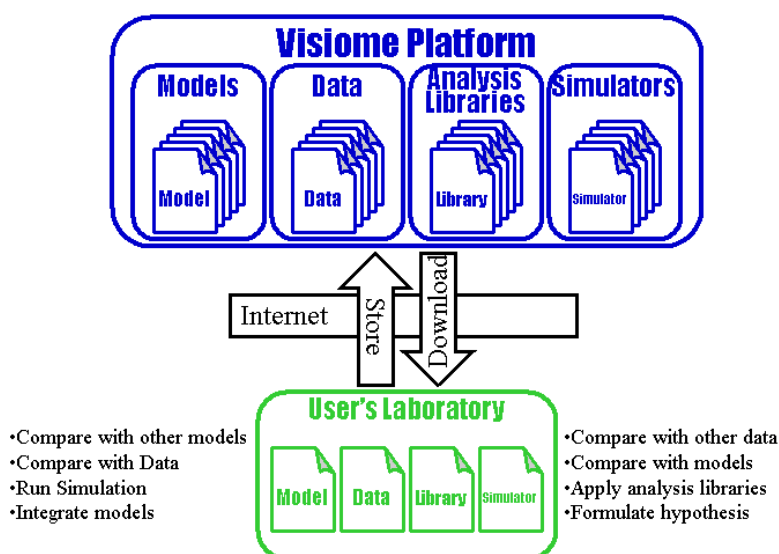 Visiome Platform
Models
Data
Analysis
Libraries
Simulators
Model
Data
Library
Simulator
Internet
Store
Download
User's Laboratory
Model
Data
Library
Simulator
•Compare with other models
•Compare with Data
•Run Simulation
•Integrate models
•Compare with other data
•Compare with models
•Apply analysis libraries
•Formulate hypothesis